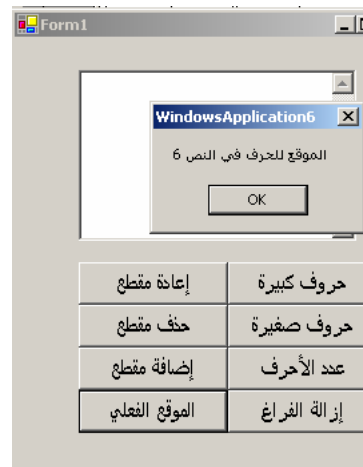 Form1
WindowsApplication6
الموقع للحرف في النص 6
OK
حروف كبيرة
إعادة مقطع
حروف صغيرة
حذف مقطع
عدد الأحرف
إضافة مقطع
إزالة الفراغ
الموقع الفعلي